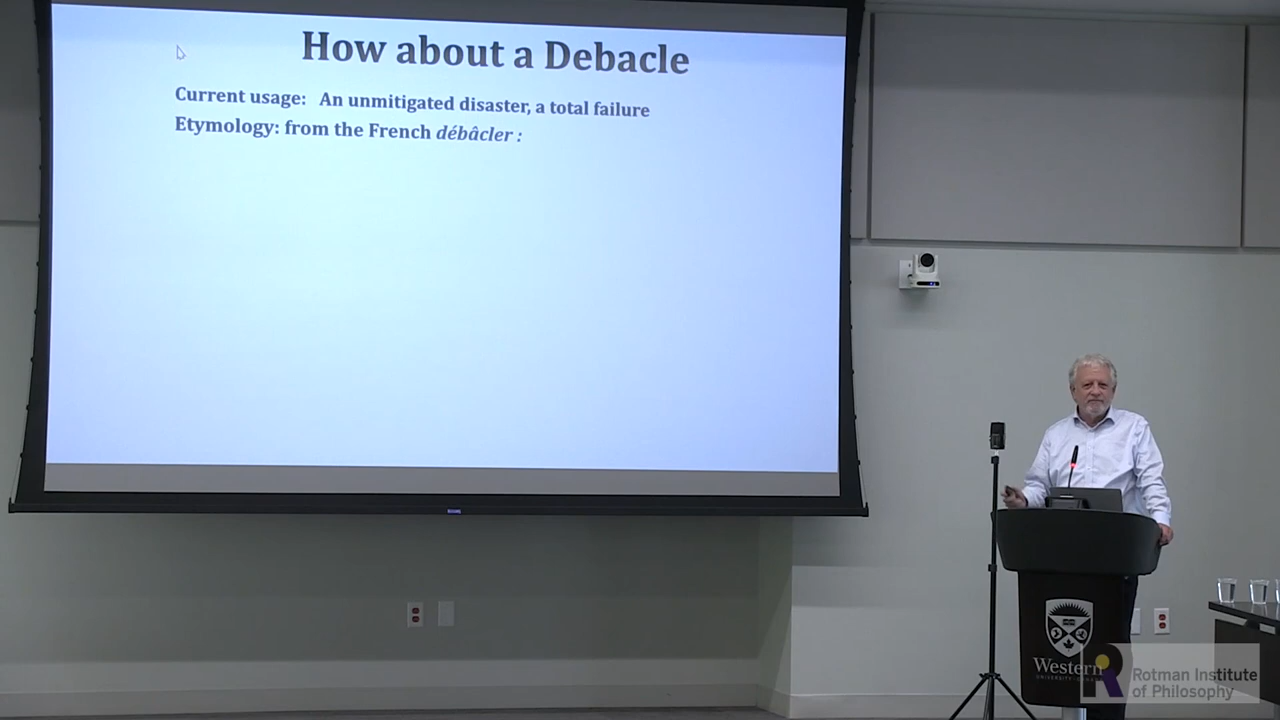 How about a Debacle
Current usage: An unmitigated disaster, a total failure
Etymology: from the French débâcler :
Western
Rotman Institute
of Philosophy